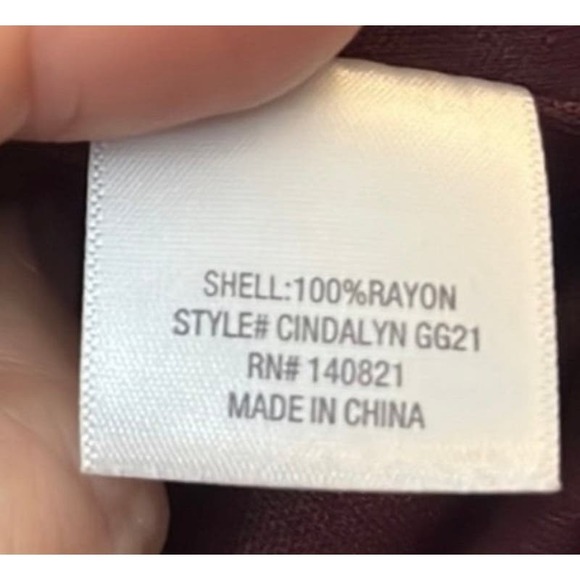 SHELL:100%RAYON
STYLE# CINDALYN GG21
RN# 140821
MADE IN CHINA